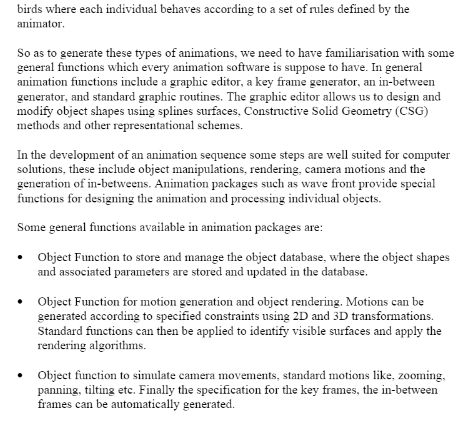 birds where each individual behaves according to a set of rules defined by the
animator.
So as to generate these types of animations, we need to have familiarisation with some
general functions which every animation software is suppose to have. In general
animation functions include a graphic editor, a key frame generator, an in-between
generator, and standard graphic routines. The graphic editor allows us to design and
modify object shapes using splines surfaces, Constructive Solid Geometry (CSG)
methods and other representational schemes.
In the development of an animation sequence some steps are well suited for computer
solutions, these include object manipulations, rendering, camera motions and the
generation of in-betweens. Animation packages such as wave front provide special
functions for designing the animation and processing individual objects.
Some general functions available in animation packages are:
• Object Function to store and manage the object database, where the object shapes
and associated parameters are stored and updated in the database.
• Object Function for motion generation and object rendering. Motions can be
generated according to specified constraints using 2D and 3D transformations.
Standard functions can then be applied to identify visible surfaces and apply the
rendering algorithms.
• Object function to simulate camera movements, standard motions like, zooming,
panning, tilting etc. Finally the specification for the key frames, the in-between
frames can be automatically generated.